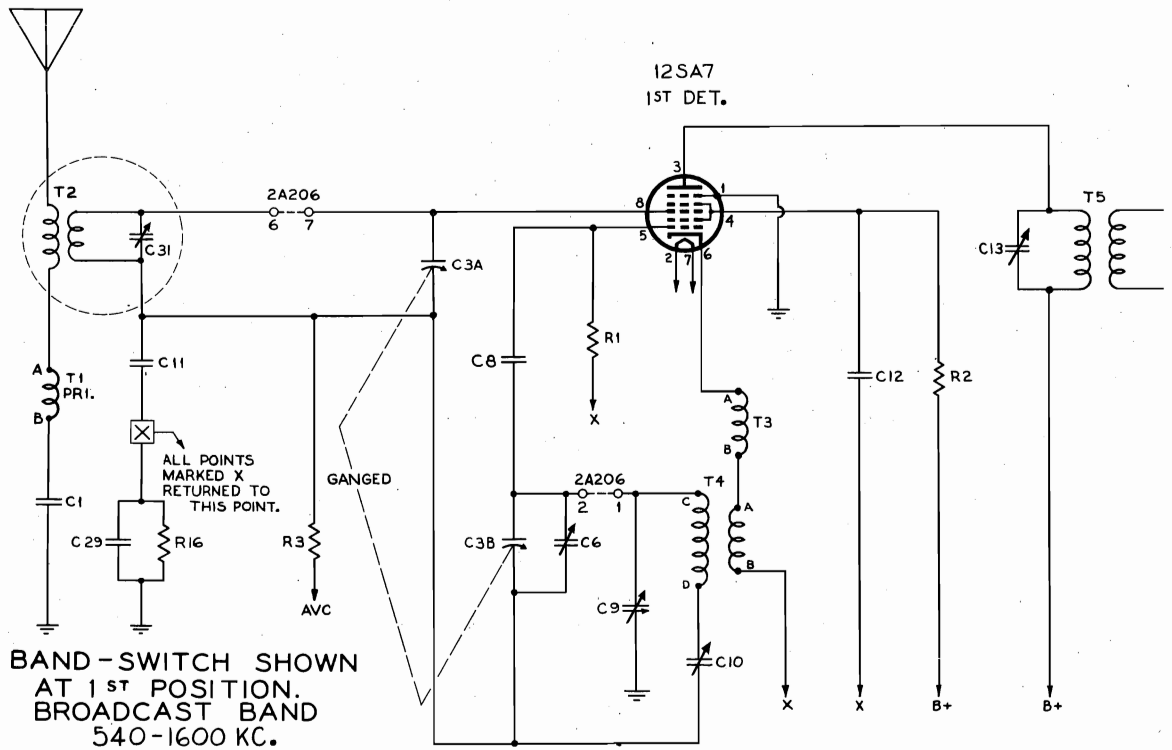 12SA7
1ST DET.
3
1
T2
2A206
8
4
T5
6
7
5
C31
2
7
6
C13
C3A
R1
C11
C8
C12
R2
A
T1
PRI.
B
A
T3
B
X
X
ALL POINTS
MARKED X
RETURNED TO
THIS POINT.
GANGED
2A206
T4
C1
2
1
C
A
C29
R16
R3
C3B
C6
B
D
C9
AVC
C10
BAND-SWITCH SHOWN
AT 1ST POSITION.
BROADCAST BAND
540-1600 KC.
X
X
B+
B+